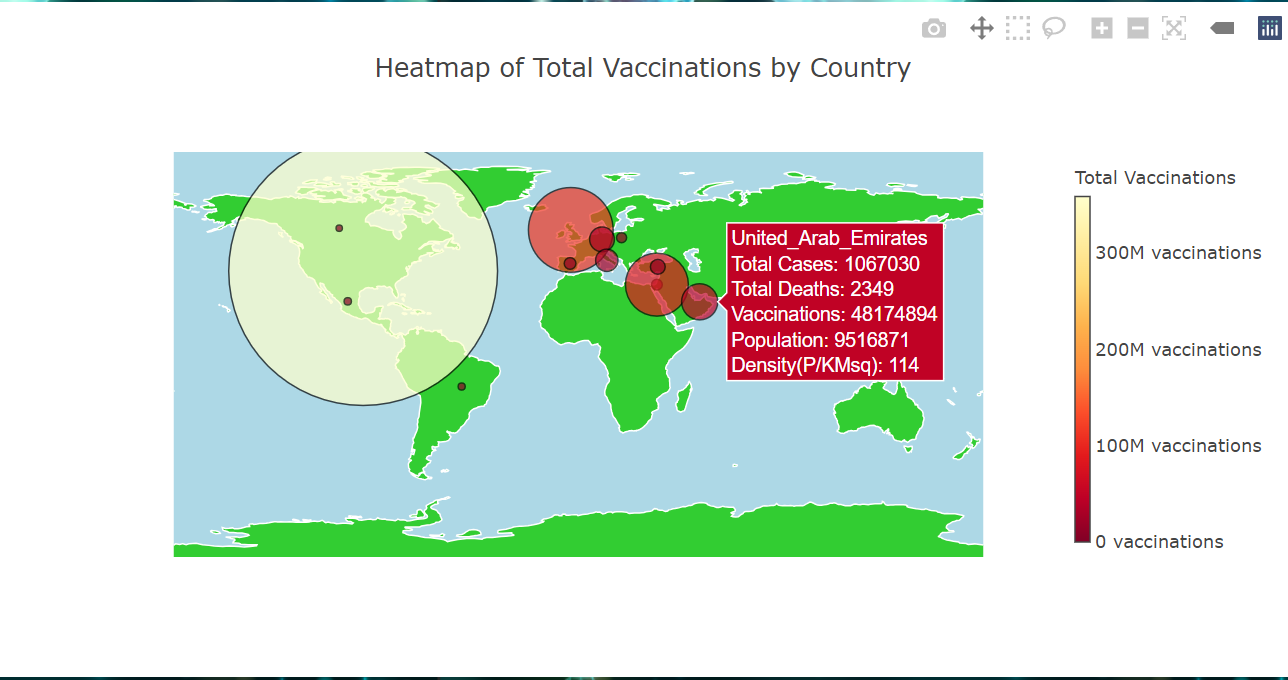 Heatmap of Total Vaccinations by Country
Total Vaccinations
300M vaccinations
200M vaccinations
100M vaccinations
0 vaccinations
United_Arab_Emirates
Total Cases: 1067030
Total Deaths: 2349
Vaccinations: 48174894
Population: 9516871
Density(P/KMsq): 114